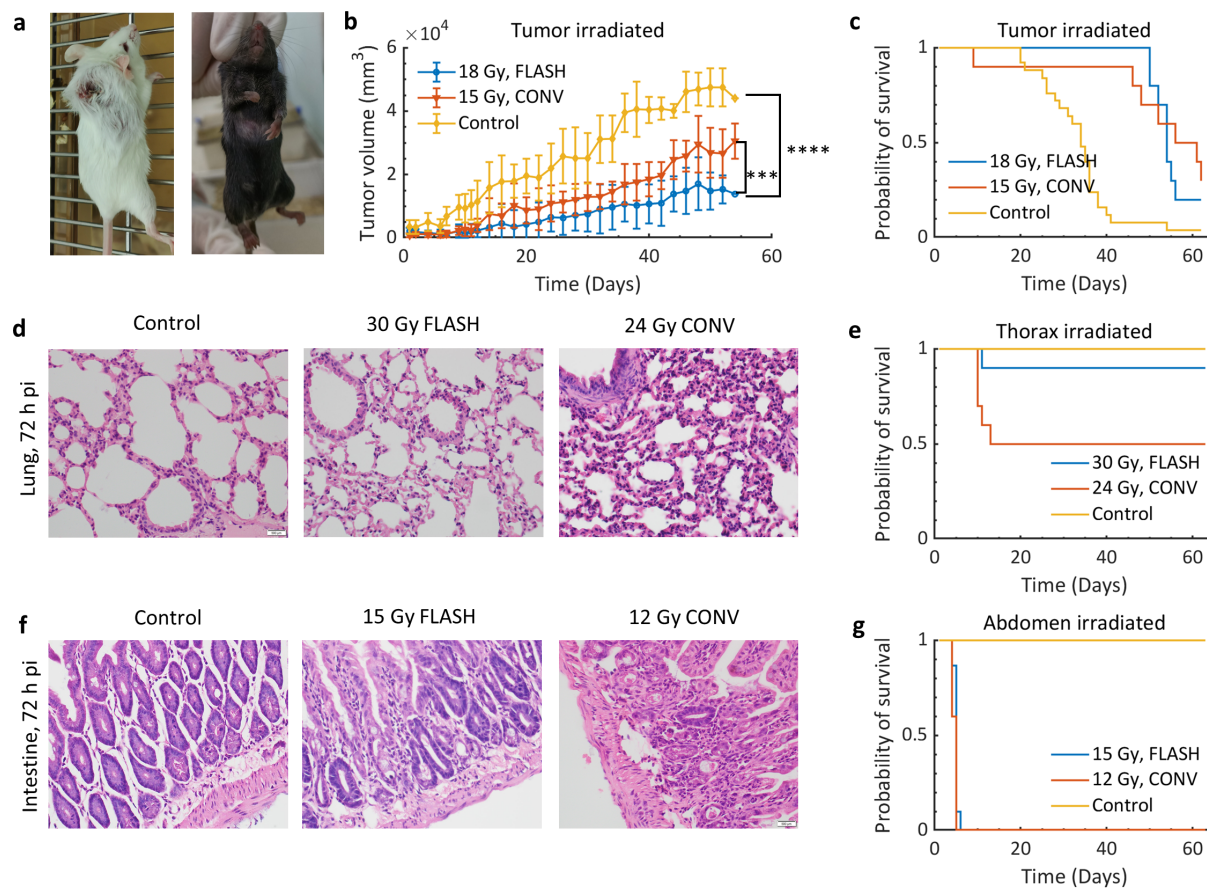 a
b
×10⁴
Tumor irradiated
Tumor volume (mm³)
6
4
2
0
18 Gy, FLASH
15 Gy, CONV
Control
****
***
0
20
40
60
Time (Days)
c
Tumor irradiated
Probability of survival
1
0.5
0
18 Gy, FLASH
15 Gy, CONV
Control
0
20
40
60
Time (Days)
d
Control
30 Gy FLASH
24 Gy CONV
Lung, 72 h pi
e
Thorax irradiated
Probability of survival
1
0.5
0
30 Gy, FLASH
24 Gy, CONV
Control
0
20
40
60
Time (Days)
f
Control
15 Gy FLASH
12 Gy CONV
Intestine, 72 h pi
g
Abdomen irradiated
Probability of survival
1
0.5
0
15 Gy, FLASH
12 Gy, CONV
Control
0
20
40
60
Time (Days)